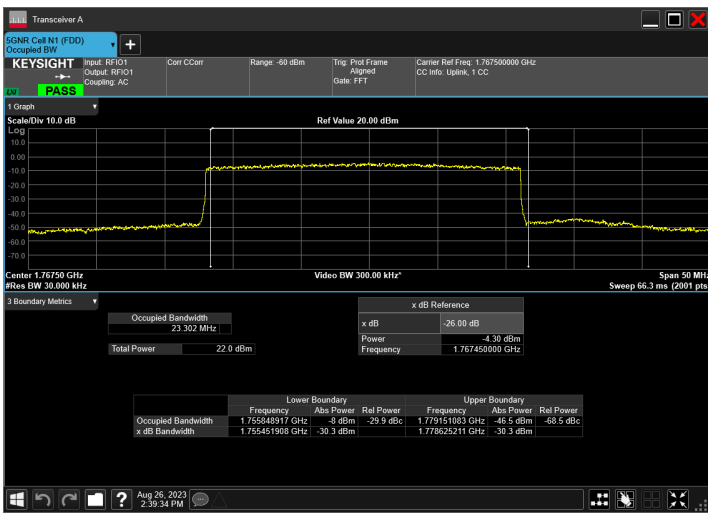 Transceiver A
5GNR Cell N1 (FDD)
Occupied BW
+
KEYSIGHT
Input: RFIO1
Output: RFIO1
Coupling: AC
Corr CCorr
Range: -60 dBm
Trig: Prot Frame
Aligned
Gate: FFT
Carrier Ref Freq: 1.767500000 GHz
CC Info: Uplink, 1 CC
PASS
1 Graph
Scale/Div 10.0 dB
Ref Value 20.00 dBm
Log
10.0
0.00
-10.0
-20.0
-30.0
-40.0
-50.0
-60.0
-70.0
Center 1.76750 GHz
Video BW 300.00 kHz*
Span 50 MHz
#Res BW 30.000 kHz
Sweep 66.3 ms (2001 pts
3 Boundary Metrics
Occupied Bandwidth
23.302 MHz
Total Power 22.0 dBm
x dB Reference
x dB -26.00 dB
Power -4.30 dBm
Frequency 1.767450000 GHz
Lower Boundary Upper Boundary
Frequency Abs Power Rel Power Frequency Abs Power Rel Power
Occupied Bandwidth 1.755848917 GHz -8 dBm -29.9 dBc 1.779151083 GHz -46.5 dBm -68.5 dBc
x dB Bandwidth 1.755451908 GHz -30.3 dBm 1.778625211 GHz -30.3 dBm
?
Aug 26, 2023
2:39:34 PM